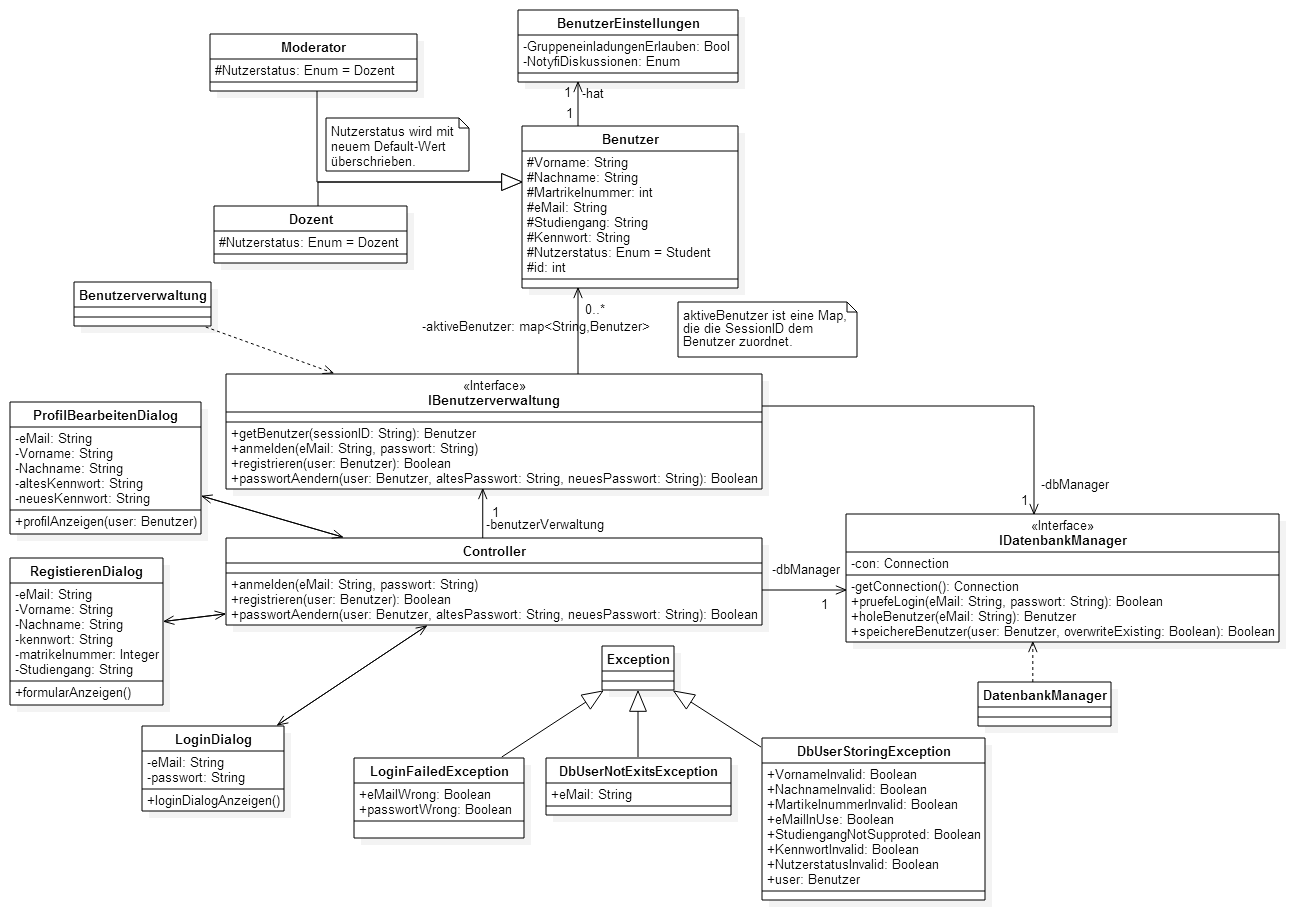 BenutzerEinstellungen
-GruppeneinladungenErlauben: Bool
-NotyfiDiskussionen: Enum
Moderator
#Nutzerstatus: Enum = Dozent
1
-hat
1
Nutzerstatus wird mit
neuem Default-Wert
überschrieben.
Benutzer
#Vorname: String
#Nachname: String
#Martrikelnummer: int
#eMail: String
#Studiengang: String
#Kennwort: String
#Nutzerstatus: Enum = Student
#id: int
Dozent
#Nutzerstatus: Enum = Dozent
Benutzerverwaltung
0..*
-aktiveBenutzer: map<String,Benutzer>
aktiveBenutzer ist eine Map,
die die SessionID dem
Benutzer zuordnet.
«Interface»
IBenutzerverwaltung
+getBenutzer(sessionID: String): Benutzer
+anmelden(eMail: String, passwort: String)
+registrieren(user: Benutzer): Boolean
+passwortAendern(user: Benutzer, altesPasswort: String, neuesPasswort: String): Boolean
ProfilBearbeitenDialog
-eMail: String
-Vorname: String
-Nachname: String
-altesKennwort: String
-neuesKennwort: String
+profilAnzeigen(user: Benutzer)
-dbManager
1
1
-benutzerVerwaltung
«Interface»
IDatenbankManager
-con: Connection
-getConnection(): Connection
+pruefeLogin(eMail: String, passwort: String): Boolean
+holeBenutzer(eMail: String): Benutzer
+speichereBenutzer(user: Benutzer, overwriteExisting: Boolean): Boolean
Controller
+anmelden(eMail: String, passwort: String)
+registrieren(user: Benutzer): Boolean
+passwortAendern(user: Benutzer, altesPasswort: String, neuesPasswort: String): Boolean
-dbManager
1
RegistierenDialog
-eMail: String
-Vorname: String
-Nachname: String
-kennwort: String
-matrikelnummer: Integer
-Studiengang: String
+formularAnzeigen()
Exception
DatenbankManager
LoginDialog
-eMail: String
-passwort: String
+loginDialogAnzeigen()
LoginFailedException
+eMailWrong: Boolean
+passwortWrong: Boolean
DbUserNotExitsException
+eMail: String
DbUserStoringException
+VornameInvalid: Boolean
+NachnameInvalid: Boolean
+MartikelnummerInvalid: Boolean
+eMailInUse: Boolean
+StudiengangNotSupproted: Boolean
+KennwortInvalid: Boolean
+NutzerstatusInvalid: Boolean
+user: Benutzer